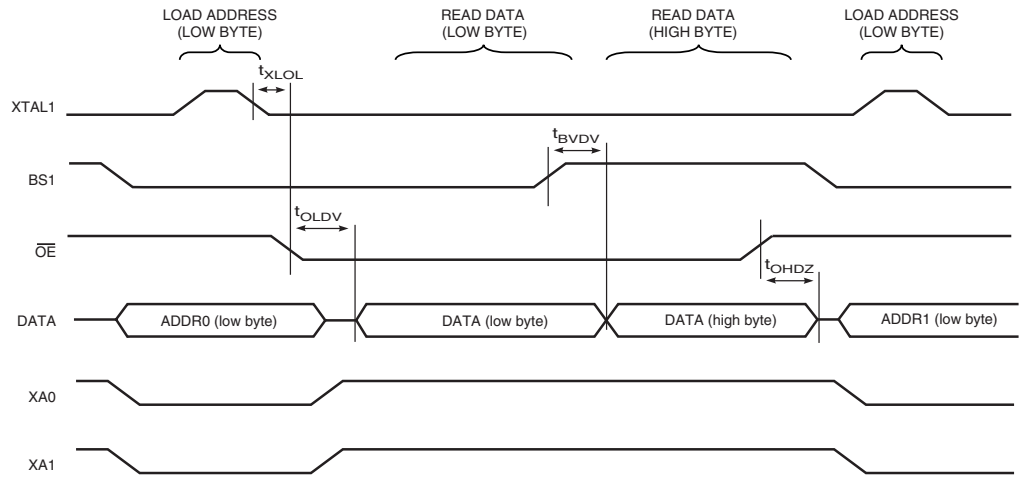 LOAD ADDRESS
(LOW BYTE)
READ DATA
(LOW BYTE)
READ DATA
(HIGH BYTE)
LOAD ADDRESS
(LOW BYTE)
tXLOL
XTAL1
tBVDV
BS1
tOLDV
OE
tOHDZ
DATA
ADDR0 (low byte)
DATA (low byte)
DATA (high byte)
ADDR1 (low byte)
XA0
XA1